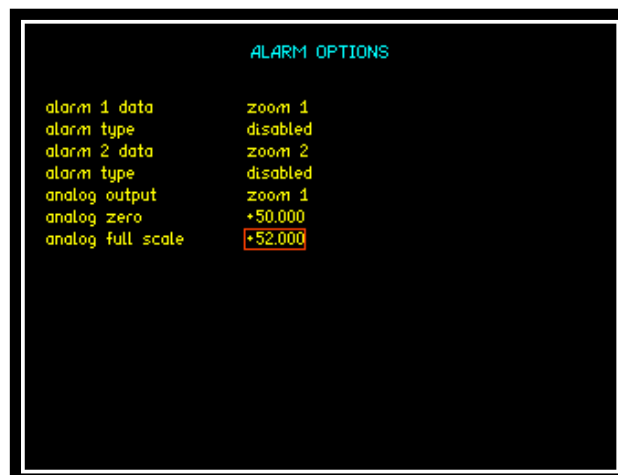 ALARM OPTIONS
alarm 1 data zoom 1
alarm type disabled
alarm 2 data zoom 2
alarm type disabled
analog output zoom 1
analog zero +50.000
analog full scale +52.000